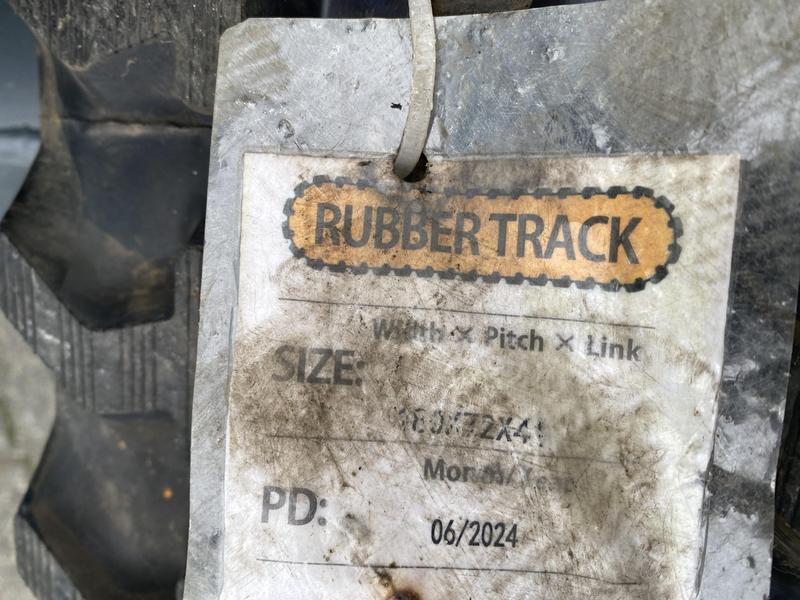 RUBBER TRACK
Width × Pitch × Link
SIZE:
Month/Year
PD:
06/2024